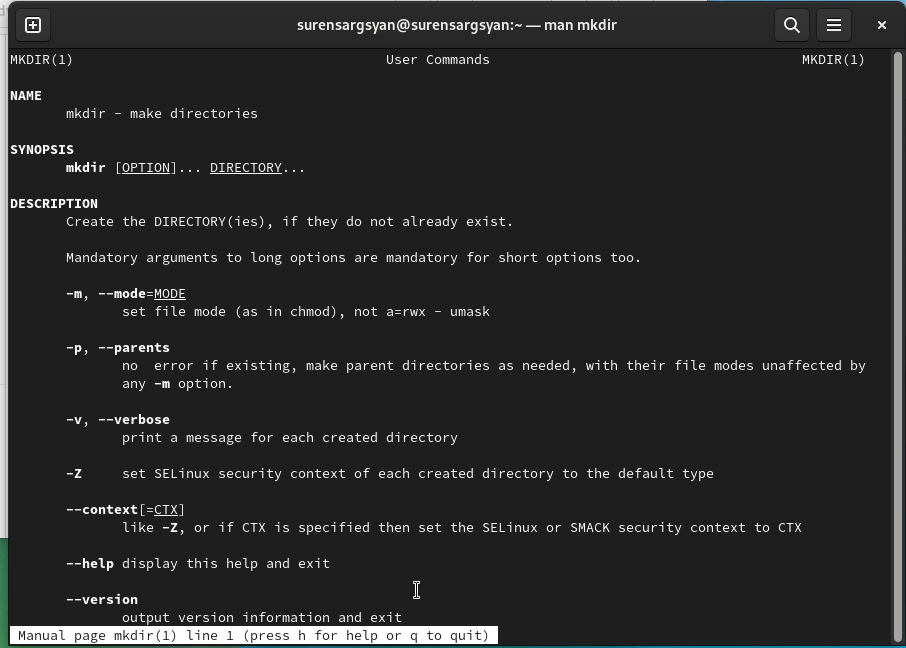 surensargsyan@surensargsyan:~ — man mkdir
MKDIR(1) User Commands MKDIR(1)
NAME
mkdir - make directories
SYNOPSIS
mkdir [OPTION]... DIRECTORY...
DESCRIPTION
Create the DIRECTORY(ies), if they do not already exist.
Mandatory arguments to long options are mandatory for short options too.
-m, --mode=MODE
set file mode (as in chmod), not a=rwx - umask
-p, --parents
no  error if existing, make parent directories as needed, with their file modes unaffected by
any -m option.
-v, --verbose
print a message for each created directory
-Z set SELinux security context of each created directory to the default type
--context[=CTX]
like -Z, or if CTX is specified then set the SELinux or SMACK security context to CTX
--help display this help and exit
--version
output version information and exit
Manual page mkdir(1) line 1 (press h for help or q to quit)